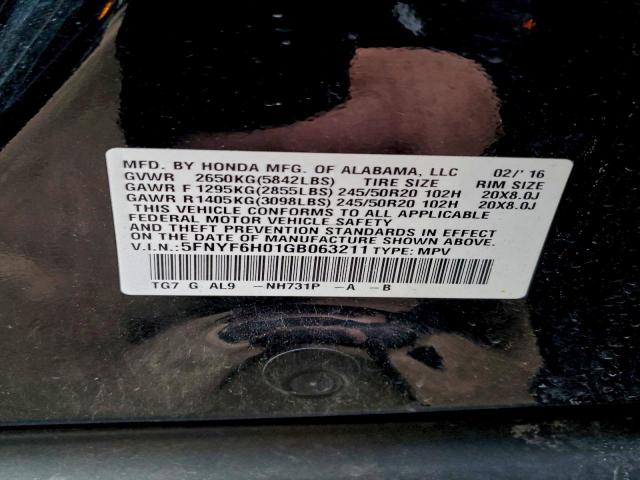 MFD. BY HONDA MFG. OF ALABAMA, LLC 02/'16
GVWR 2650KG(5842LBS) TIRE SIZE RIM SIZE
GAWR F 1295KG(2855LBS) 245/50R20 102H 20X8.0J
GAWR R 1405KG(3098LBS) 245/50R20 102H 20X8.0J
THIS VEHICLE CONFORMS TO ALL APPLICABLE
FEDERAL MOTOR VEHICLE SAFETY
AND THEFT PREVENTION STANDARDS IN EFFECT ON
THE DATE OF MANUFACTURE SHOWN ABOVE.
V.I.N.: 5FNYF6H01GB063211 TYPE: MPV
TG7 G AL9 -NH731P -A -B